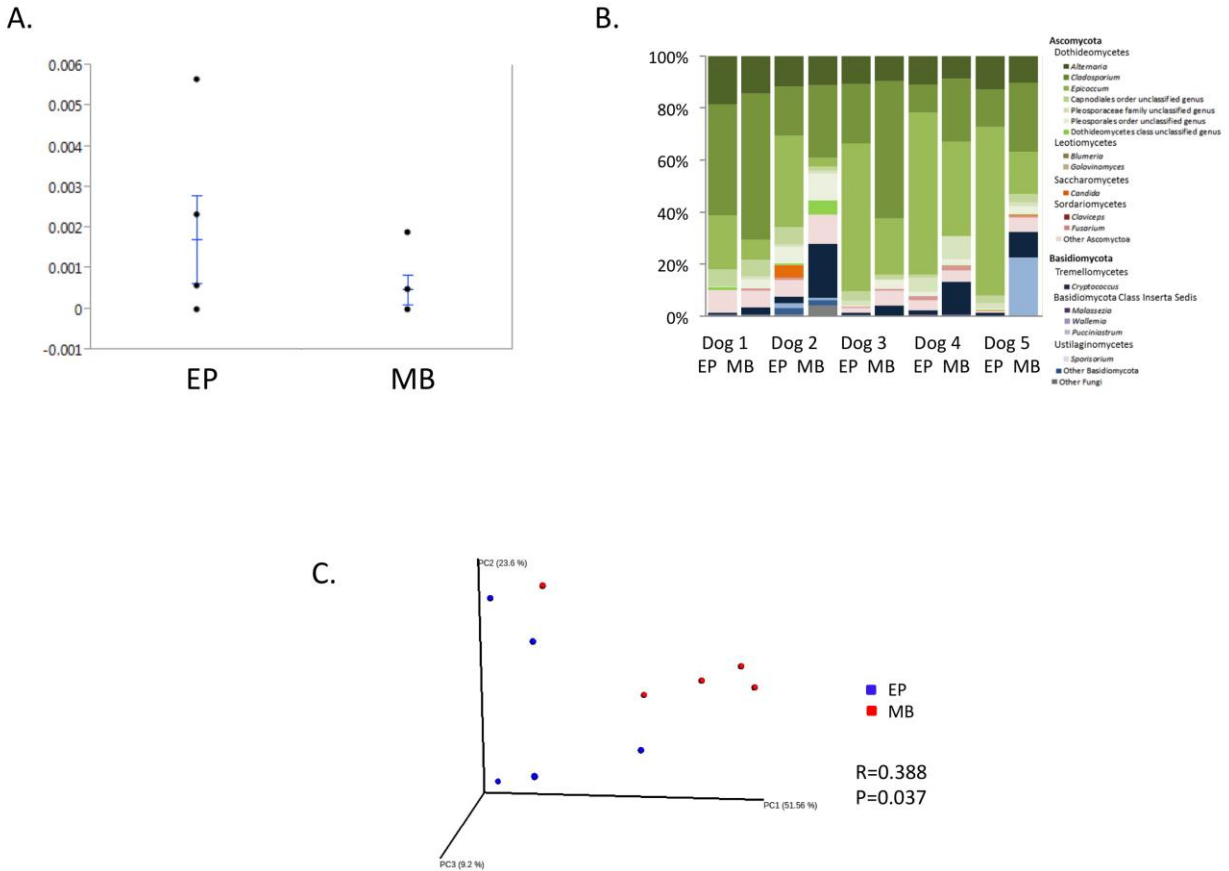 A.
0.006
0.005
0.004
0.003
0.002
0.001
0
-0.001
EP MB
B.
100%
80%
60%
40%
20%
0%
Dog 1 Dog 2 Dog 3 Dog 4 Dog 5
EP MB EP MB EP MB EP MB EP MB
Ascomycota
Dothideomycetes
Alternaria
Cladosporium
Epicoccum
Capnodiales order unclassified genus
Pleosporaceae family unclassified genus
Pleosporales order unclassified genus
Dothideomycetes class unclassified genus
Leotiomycetes
Blumeria
Golovinomyces
Saccharomycetes
Candida
Sordariomycetes
Claviceps
Fusarium
Other Ascomyctoa
Basidiomycota
Tremellomycetes
Cryptococcus
Basidiomycota Class Inserta Sedis
Malassezia
Wallemia
Pucciniastrum
Ustilaginomycetes
Sporisorium
Other Basidiomycota
Other Fungi
C.
PC2 (23.6 %)
PC1 (51.56 %)
PC3 (9.2 %)
EP
MB
R=0.388
P=0.037